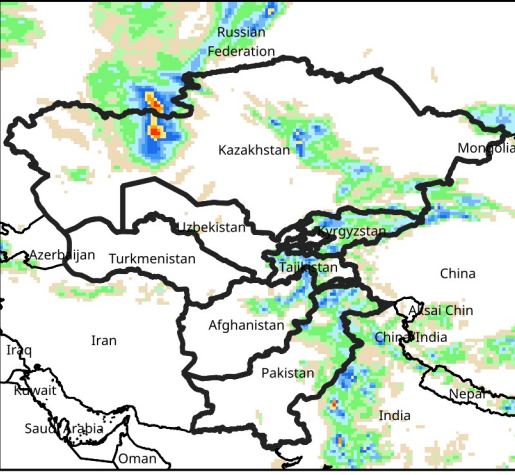 Russian
Federation
Kazakhstan
Mongolia
Uzbekistan
Kyrgyzstan
Azerbaijan
Turkmenistan
Tajikistan
China
Afghanistan
Aksai Chin
Iran
China/India
Iraq
Pakistan
Kuwait
Nepal
India
Saudi Arabia
Oman